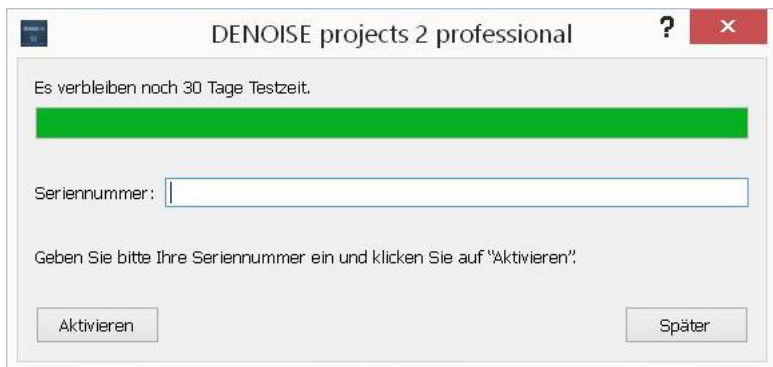 DENOISE projects 2 professional
Es verbleiben noch 30 Tage Testzeit.
Seriennummer:
Geben Sie bitte Ihre Seriennummer ein und klicken Sie auf "Aktivieren".
Aktivieren
Später